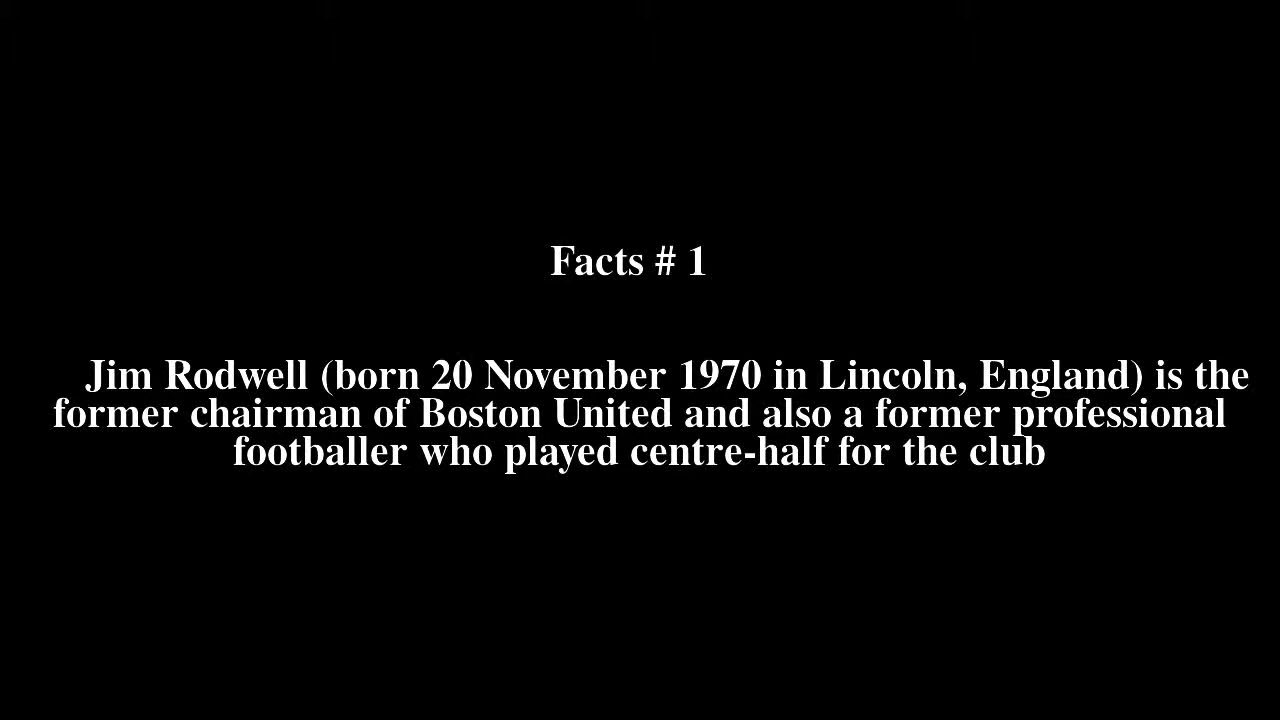 Facts # 1
Jim Rodwell (born 20 November 1970 in Lincoln, England) is the
former chairman of Boston United and also a former professional
footballer who played centre-half for the club